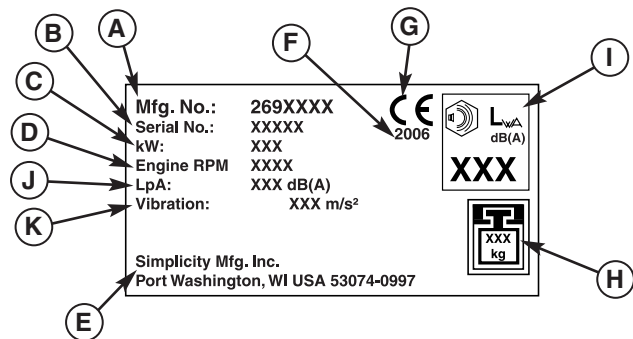 A
B
C
D
J
K
E
F
G
I
H
Mfg. No.: 269XXXX
Serial No.: XXXXX
kW: XXX
Engine RPM XXXX
LpA: XXX dB(A)
Vibration: XXX m/s²
Simplicity Mfg. Inc.
Port Washington, WI USA 53074-0997
CE
2006
LWA
dB(A)
XXX
XXX
kg